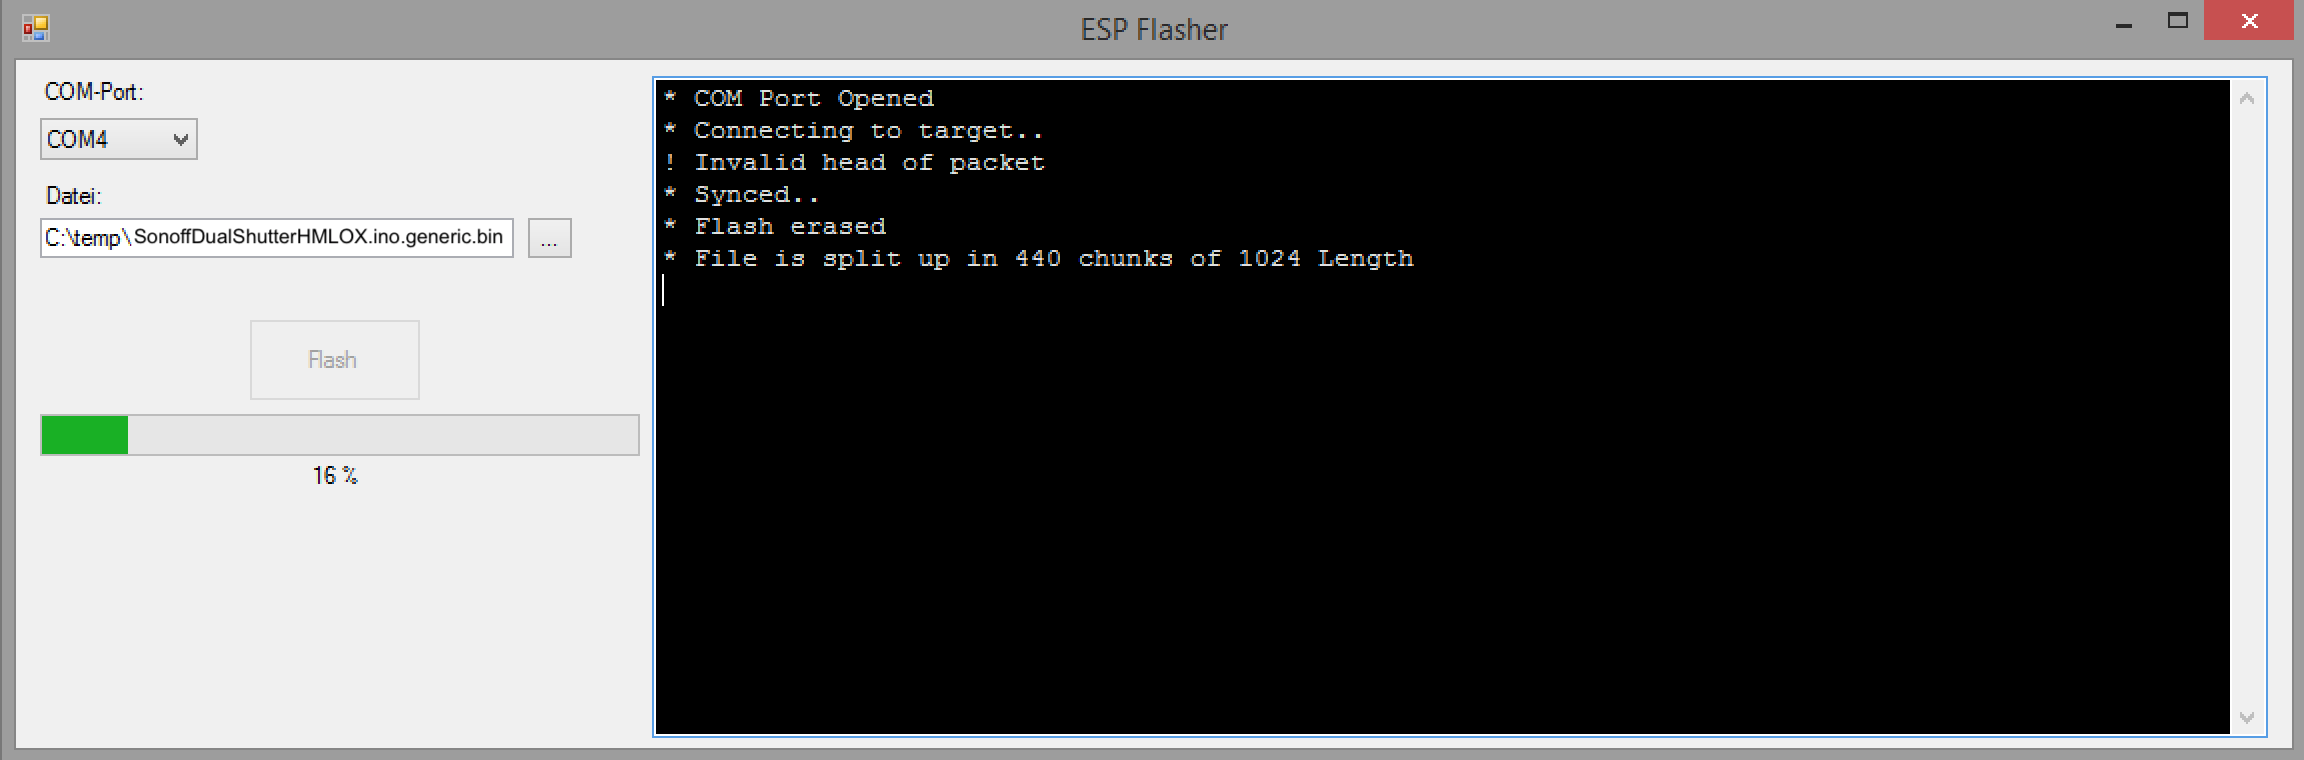 ESP Flasher
COM-Port:
COM4
Datei:
C:\temp\SonoffDualShutterHMLOX.ino.generic.bin
...
Flash
16 %
* COM Port Opened
* Connecting to target..
! Invalid head of packet
* Synced..
* Flash erased
* File is split up in 440 chunks of 1024 Length